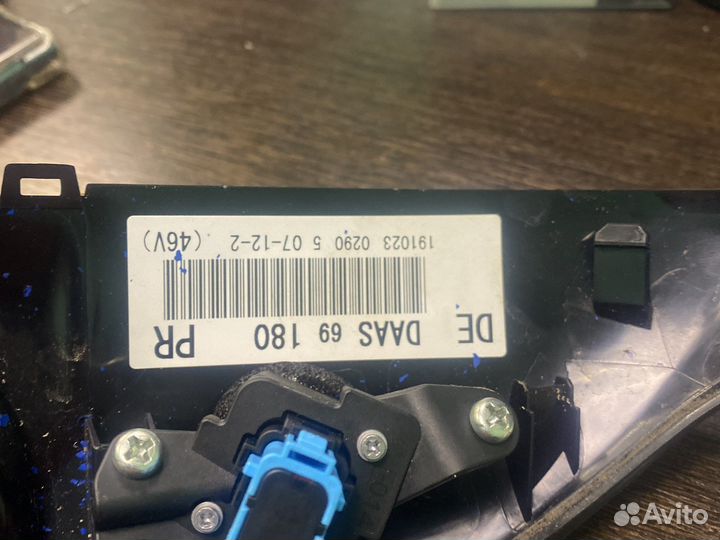 DE DAAS 69 180 PR
191023 0290 5 07-12-2 (46V)
Avito